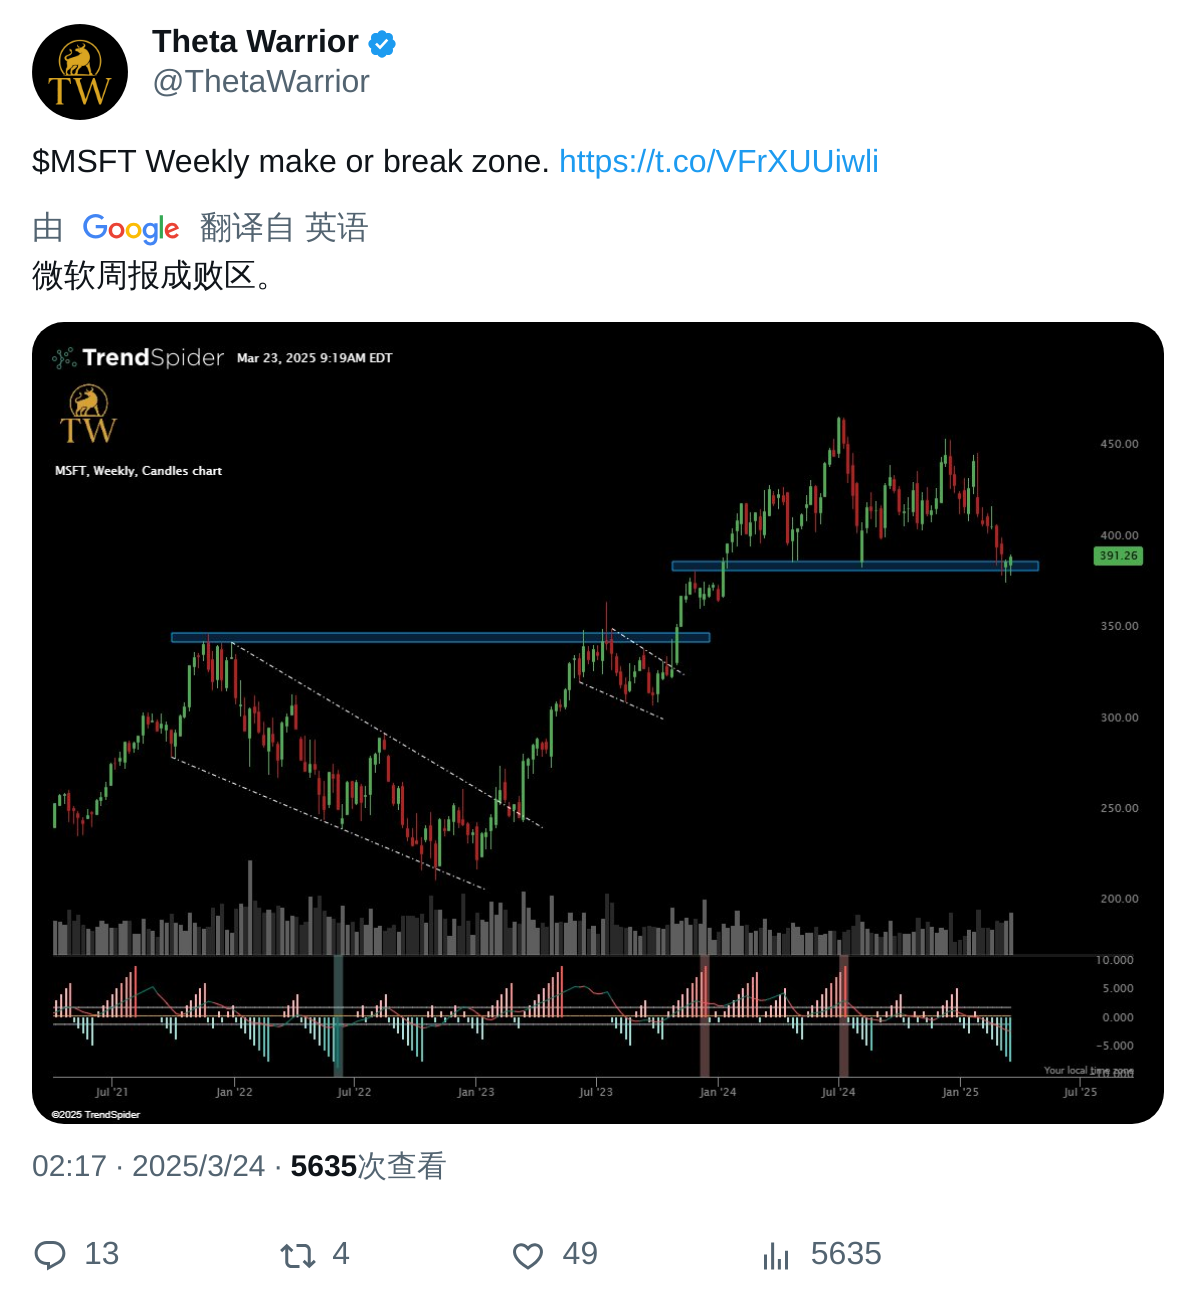 Theta Warrior
@ThetaWarrior
TW
$MSFT Weekly make or break zone. https://t.co/VFrXUUiwli
由 Google 翻译自 英语
微软周报成败区。
TrendSpider Mar 23, 2025 9:19AM EDT
TW
MSFT, Weekly, Candles chart
450.00
400.00
391.26
350.00
300.00
250.00
200.00
10.000
5.000
0.000
-5.000
-10.000
Your local time zone
Jul '21 Jan '22 Jul '22 Jan '23 Jul '23 Jan '24 Jul '24 Jan '25 Jul '25
©2025 TrendSpider
02:17 · 2025/3/24 · 5635次查看
13 4 49 5635